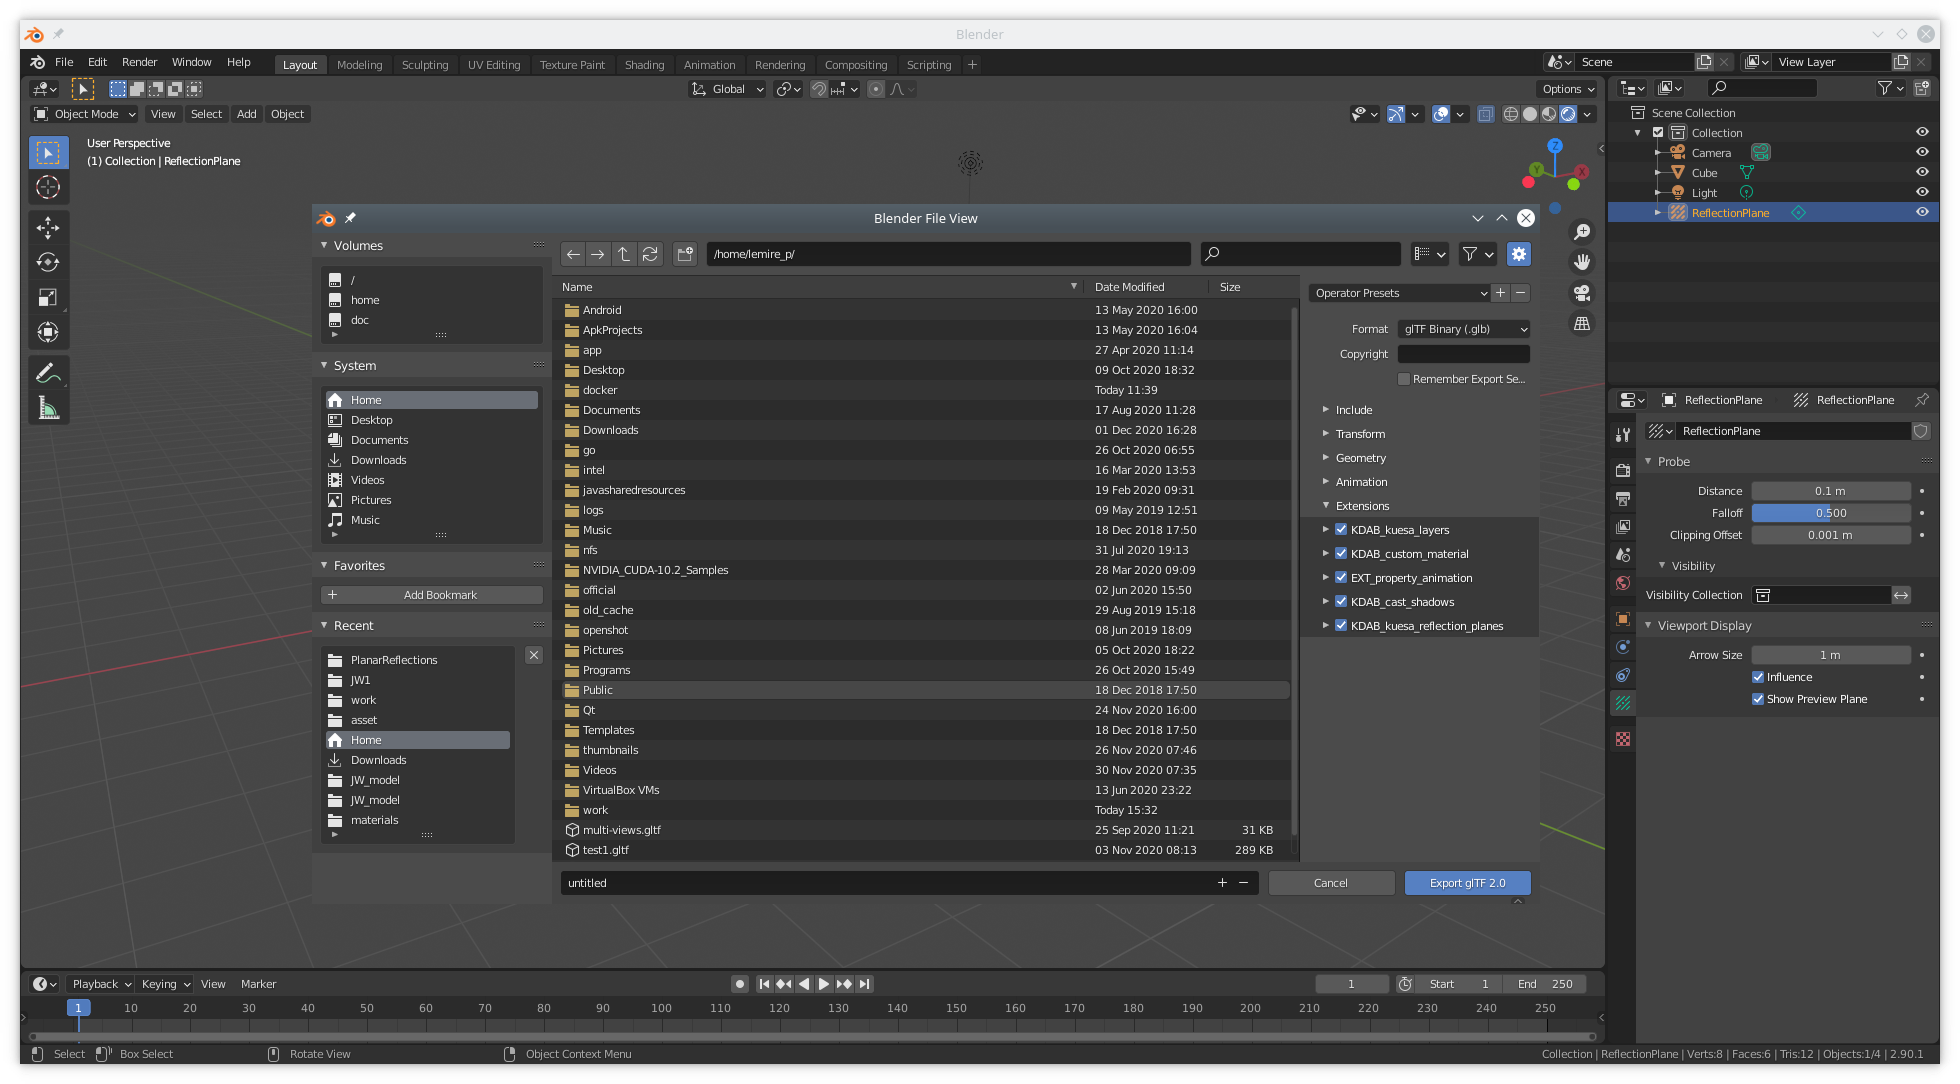 Blender
File Edit Render Window Help Layout Modeling Sculpting UV Editing Texture Paint Shading Animation Rendering Compositing Scripting + Scene View Layer
Global Options
Object Mode View Select Add Object
User Perspective
(1) Collection | ReflectionPlane
Z
Y
X
Scene Collection
Collection
Camera
Cube
Light
ReflectionPlane
Blender File View
Volumes
/
home
doc
System
Home
Desktop
Documents
Downloads
Videos
Pictures
Music
Favorites
+ Add Bookmark
Recent
PlanarReflections
JW1
work
asset
Home
Downloads
JW_model
JW_model
materials
/home/lemire_p/
Name Date Modified Size
Android 13 May 2020 16:00
ApkProjects 13 May 2020 16:04
app 27 Apr 2020 11:14
Desktop 09 Oct 2020 18:32
docker Today 11:39
Documents 17 Aug 2020 11:28
Downloads 01 Dec 2020 16:28
go 26 Oct 2020 06:55
intel 16 Mar 2020 13:53
javasharedresources 19 Feb 2020 09:31
logs 09 May 2019 12:51
Music 18 Dec 2018 17:50
nfs 31 Jul 2020 19:13
NVIDIA_CUDA-10.2_Samples 28 Mar 2020 09:09
official 02 Jun 2020 15:50
old_cache 29 Aug 2019 15:18
openshot 08 Jun 2019 18:09
Pictures 05 Oct 2020 18:22
Programs 26 Oct 2020 15:49
Public 18 Dec 2018 17:50
Qt 24 Nov 2020 16:00
Templates 18 Dec 2018 17:50
thumbnails 26 Nov 2020 07:46
Videos 30 Nov 2020 07:35
VirtualBox VMs 13 Jun 2020 23:22
work Today 15:32
multi-views.gltf 25 Sep 2020 11:21 31 KB
test1.gltf 03 Nov 2020 08:13 289 KB
untitled + −
Cancel
Export glTF 2.0
Operator Presets + −
Format glTF Binary (.glb)
Copyright
Remember Export Se...
Include
Transform
Geometry
Animation
Extensions
KDAB_kuesa_layers
KDAB_custom_material
EXT_property_animation
KDAB_cast_shadows
KDAB_kuesa_reflection_planes
ReflectionPlane ReflectionPlane
ReflectionPlane
Probe
Distance 0.1 m
Falloff 0.500
Clipping Offset 0.001 m
Visibility
Visibility Collection
Viewport Display
Arrow Size 1 m
Influence
Show Preview Plane
Playback Keying View Marker 1 Start 1 End 250
1 10 20 30 40 50 60 70 80 90 100 110 120 130 140 150 160 170 180 190 200 210 220 230 240 250
Select Box Select Rotate View Object Context Menu Collection | ReflectionPlane | Verts:8 | Faces:6 | Tris:12 | Objects:1/4 | 2.90.1